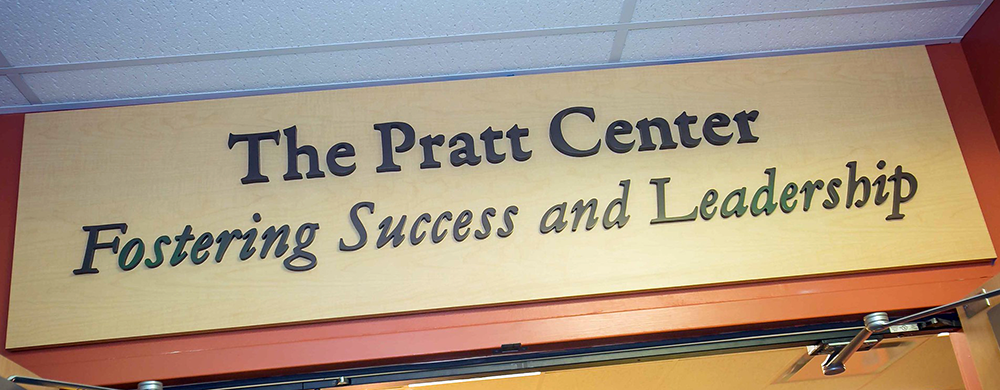 The Pratt Center
Fostering Success and Leadership